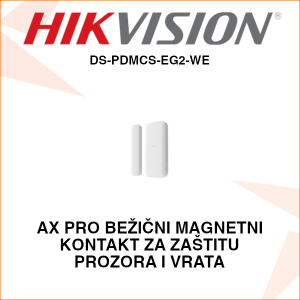 HIKVISION®
DS-PDMCS-EG2-WE
AX PRO BEŽIČNI MAGNETNI
KONTAKT ZA ZAŠTITU
PROZORA I VRATA